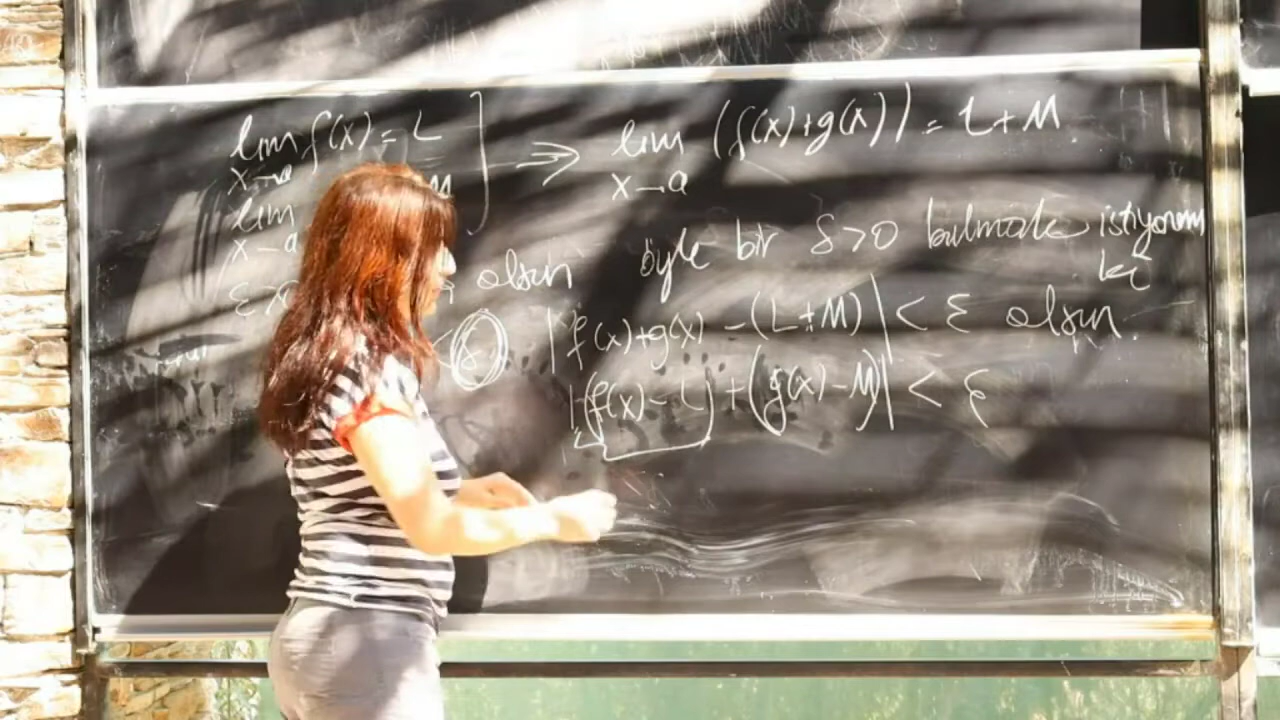 lim f(x) = L
x→a
lim M
x→a
⇒ lim (f(x)+g(x)) = L+M.
x→a
ε> olsun öyle bir δ>0 bulmak istiyorum
ki
< δ |f(x)+g(x) - (L+M)| < ε olsun.
|(f(x)-L)+(g(x)-M)| < ε